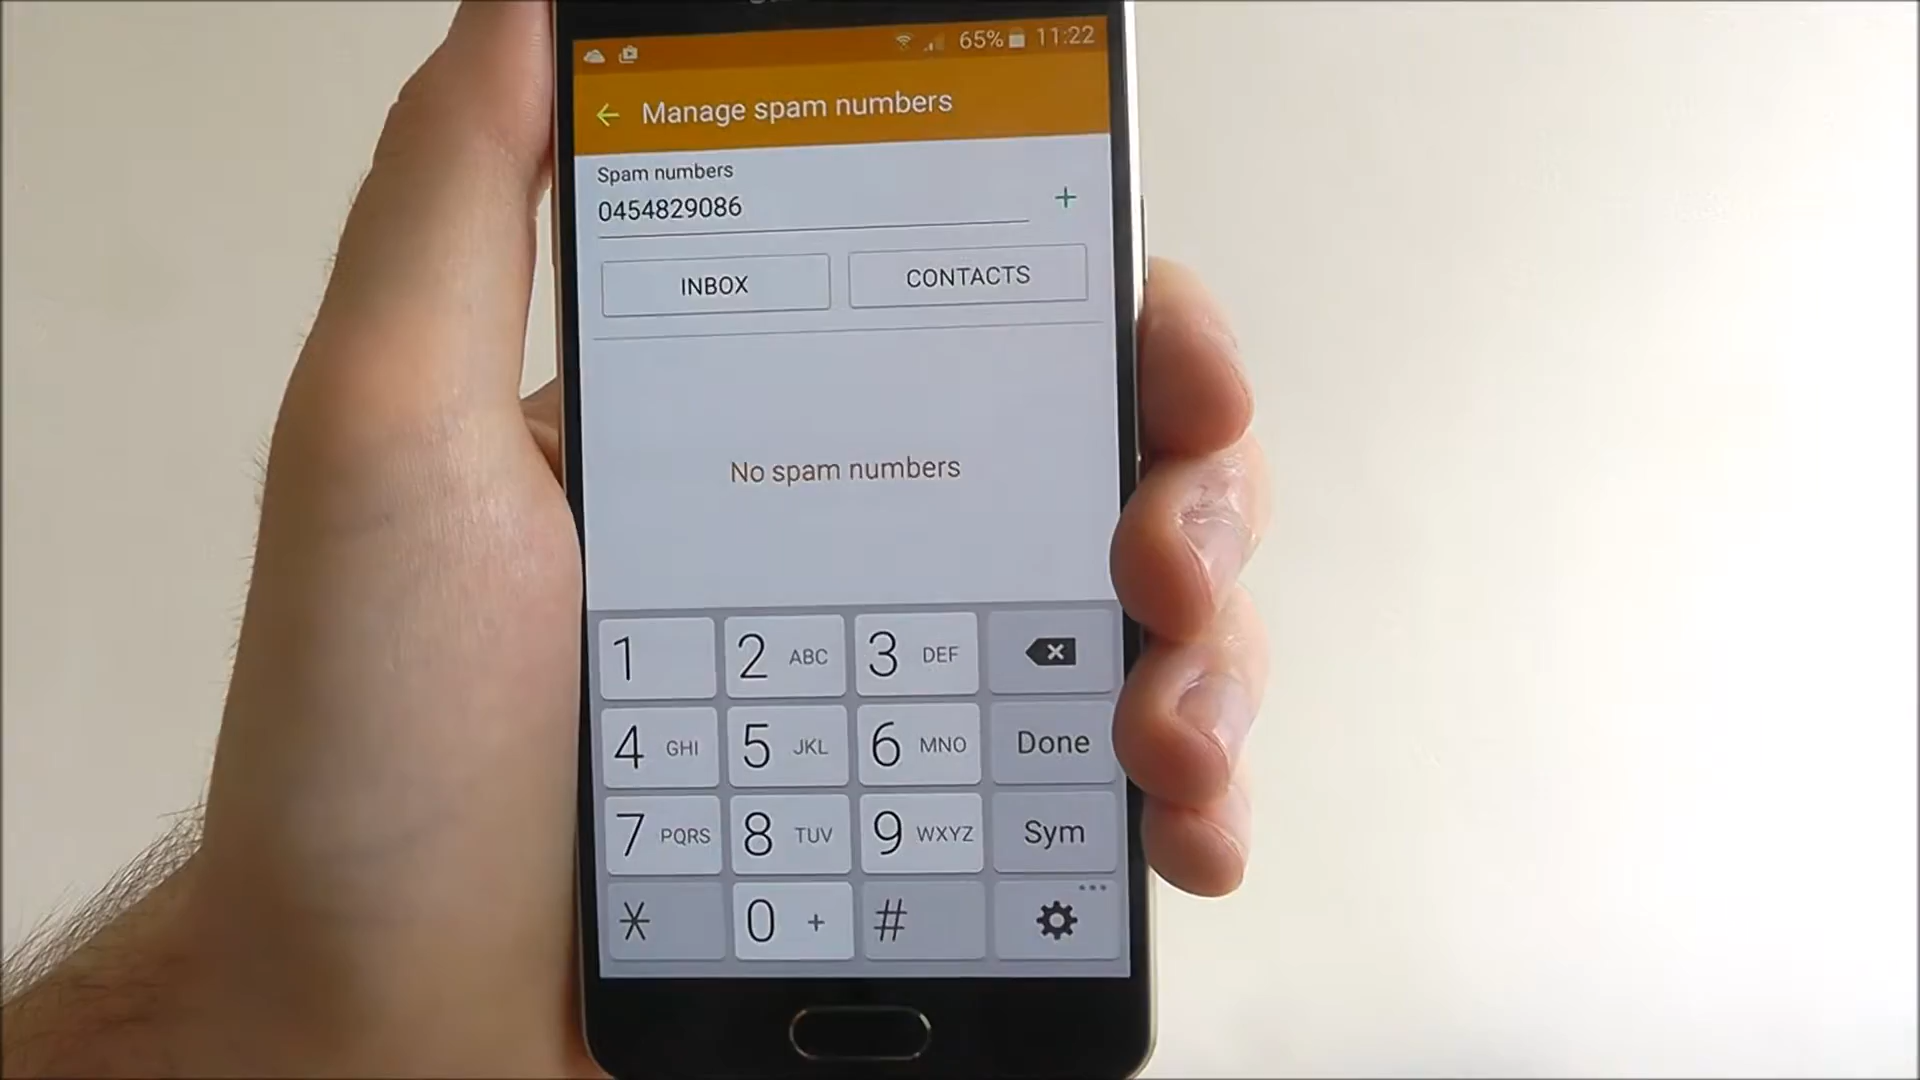 65% 11:22
Manage spam numbers
Spam numbers
0454829086
+
INBOX CONTACTS
No spam numbers
1 2 ABC 3 DEF
4 GHI 5 JKL 6 MNO Done
7 PQRS 8 TUV 9 WXYZ Sym
* 0 + #